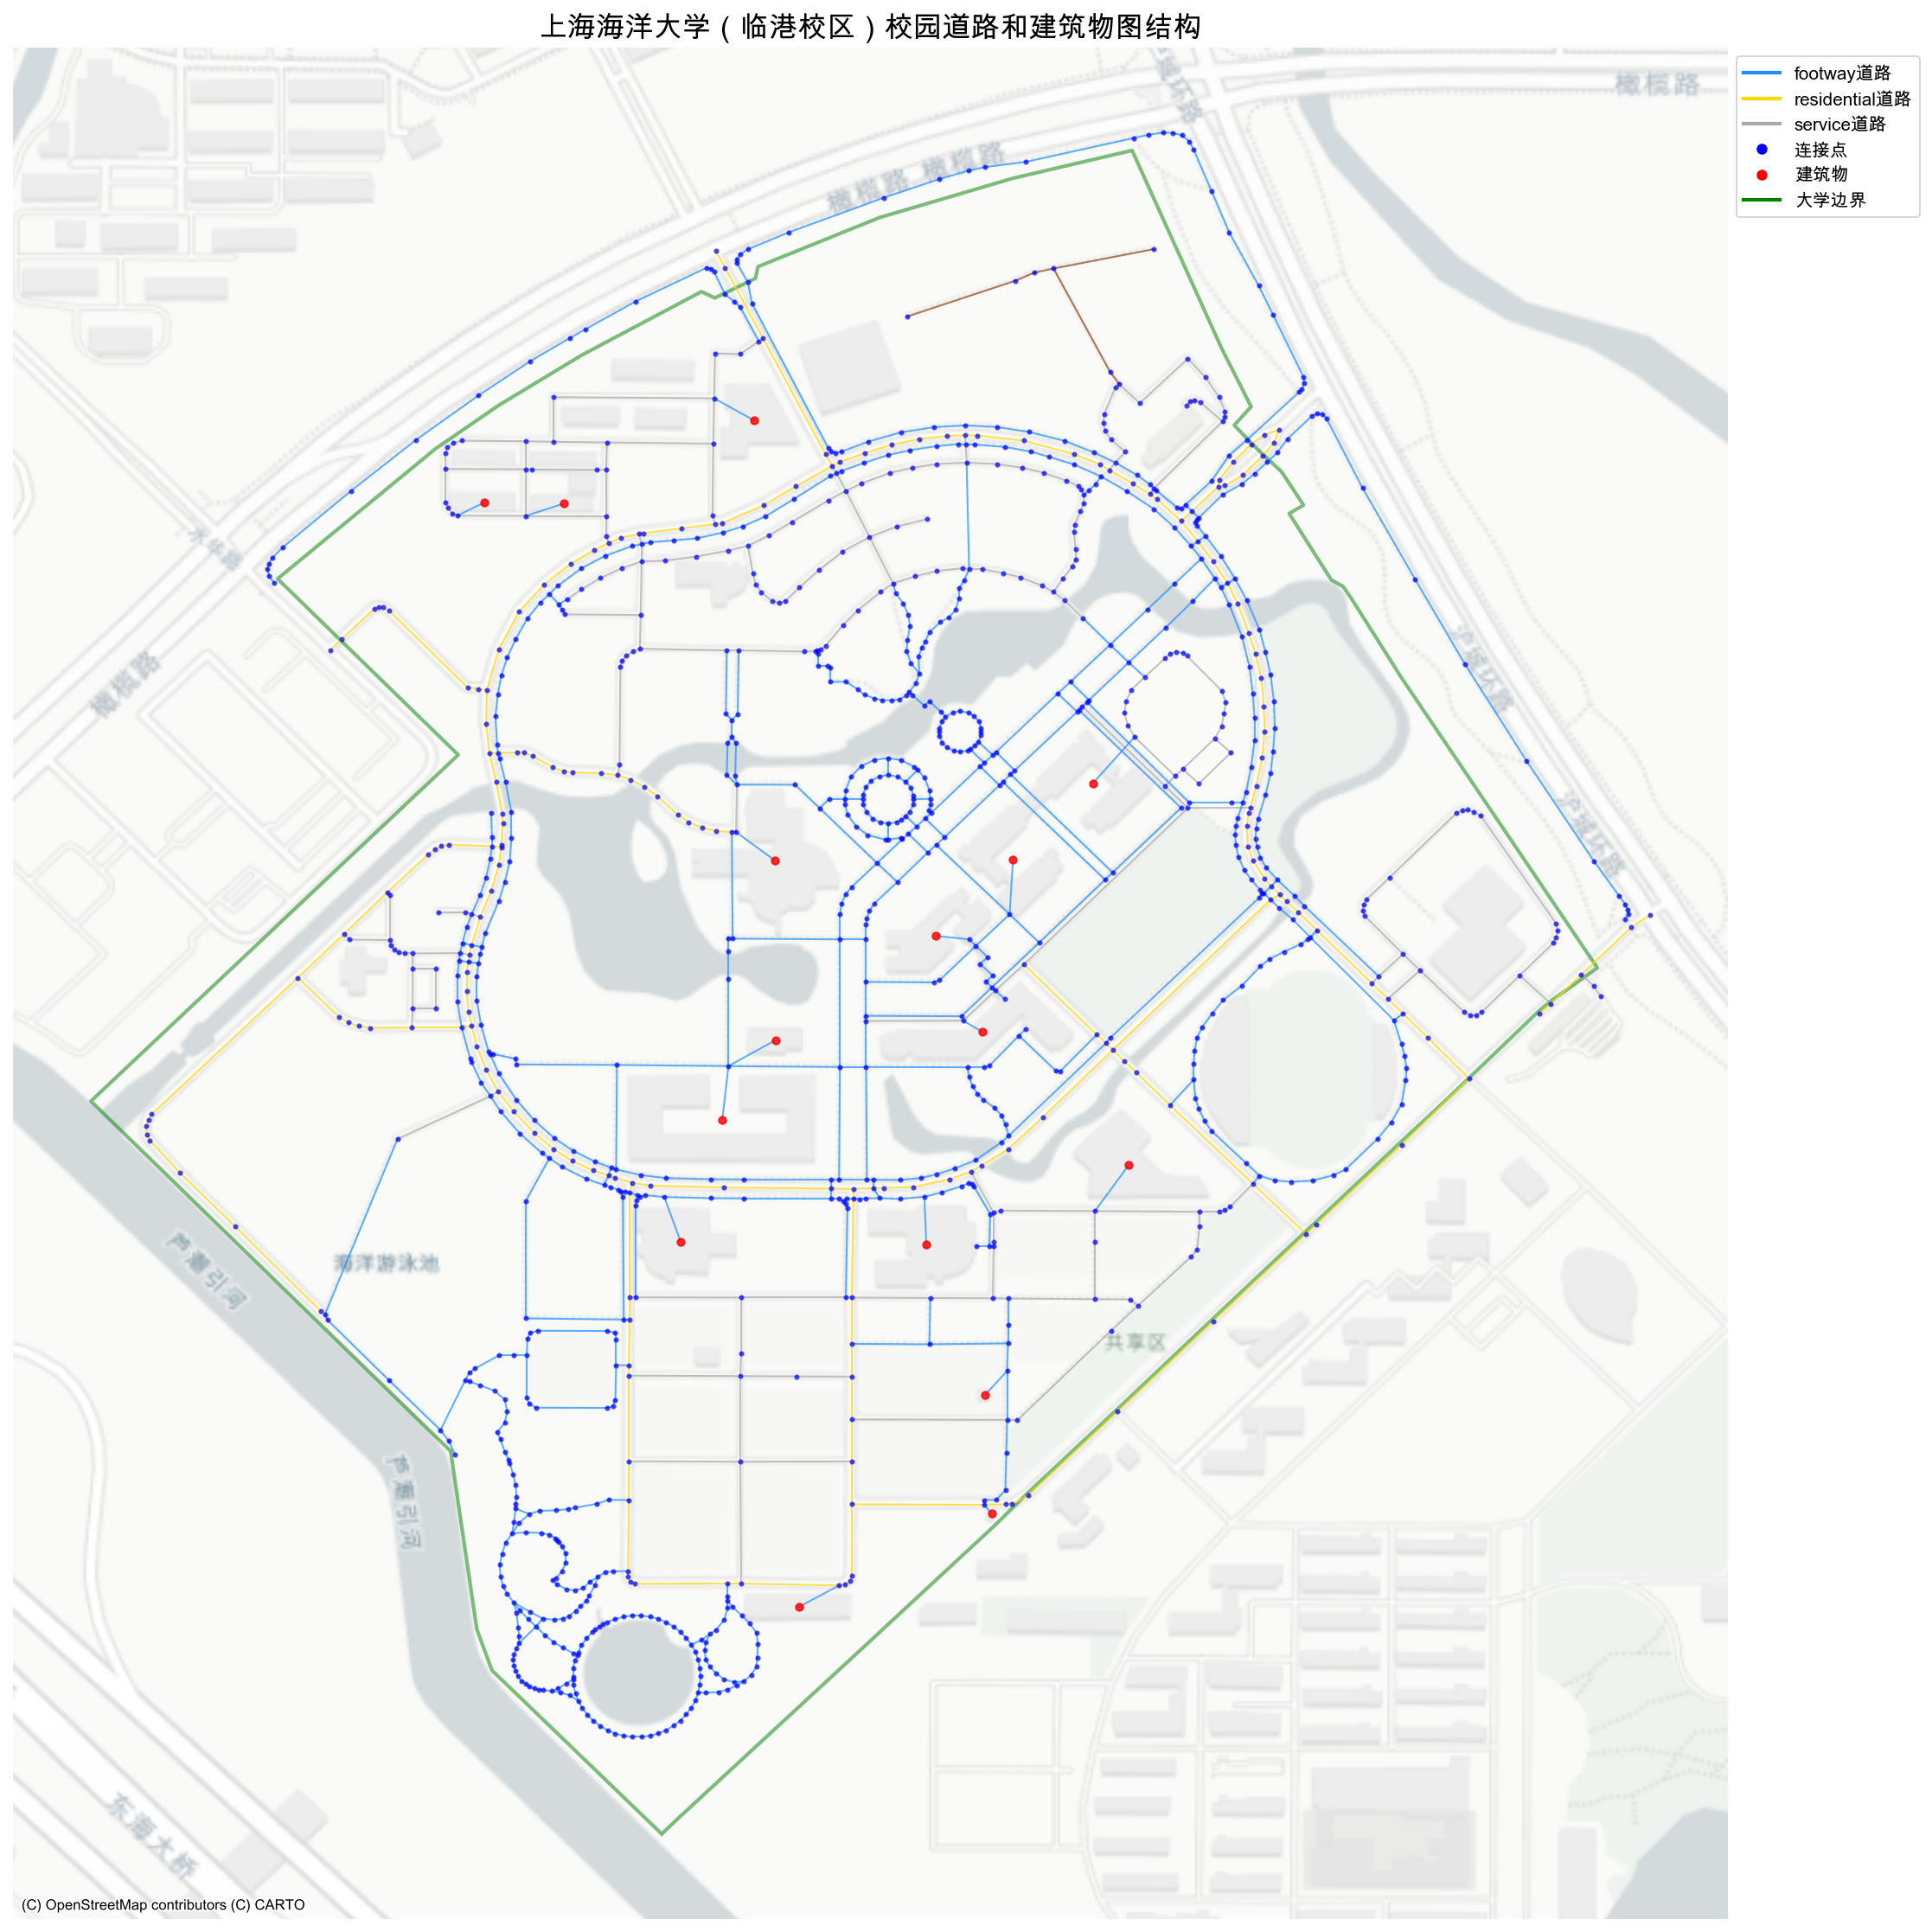 上海海洋大学（临港校区）校园道路和建筑物图结构
footway道路
residential道路
service道路
连接点
建筑物
大学边界
橄榄路
橄榄路 橄榄路
水华路
橄榄路
沪城环路
沪城环路
芦潮引河
海洋游泳池
共享区
芦潮引河
东海大桥
(C) OpenStreetMap contributors (C) CARTO